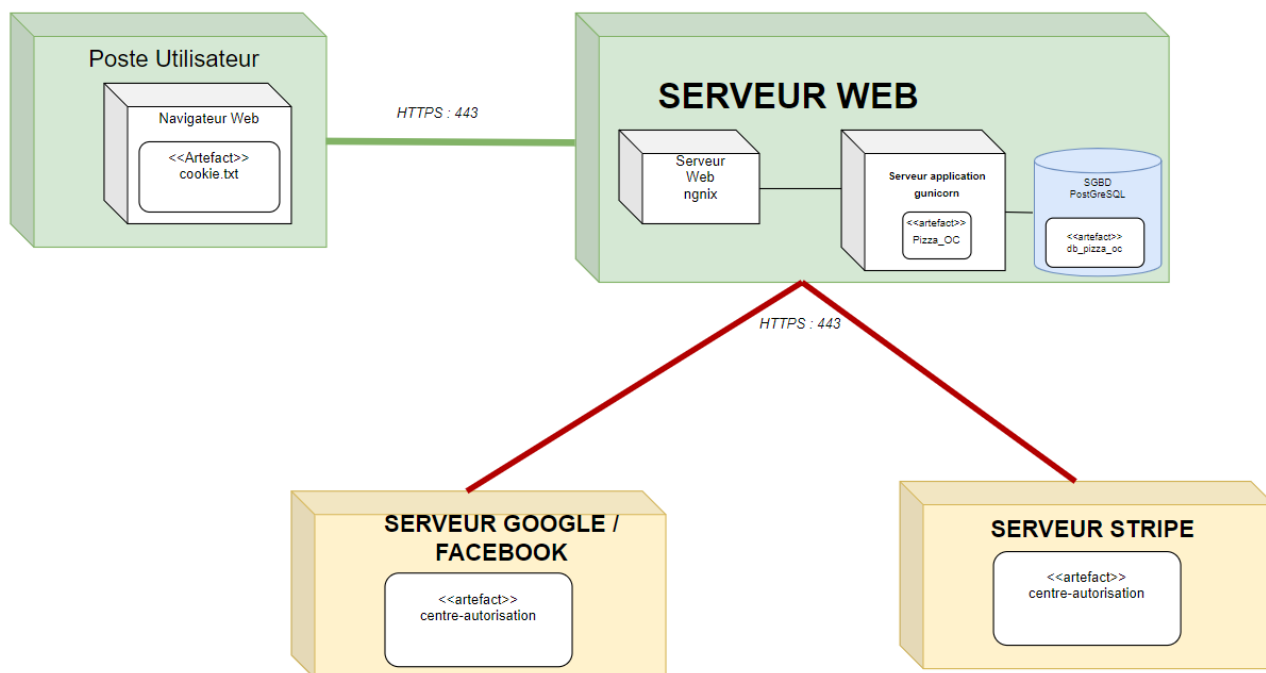 Poste Utilisateur
Navigateur Web
<<Artefact>>
cookie.txt
HTTPS : 443
SERVEUR WEB
Serveur
Web
ngnix
Serveur application
gunicorn
<<artefact>>
Pizza_OC
SGBD
PostGreSQL
<<artefact>>
db_pizza_oc
HTTPS : 443
SERVEUR GOOGLE /
FACEBOOK
<<artefact>>
centre-autorisation
SERVEUR STRIPE
<<artefact>>
centre-autorisation